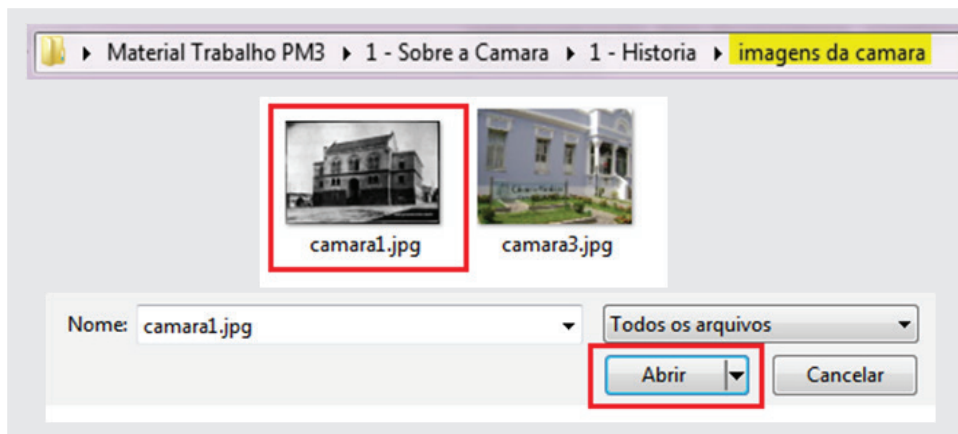 Material Trabalho PM3 ▸ 1 - Sobre a Camara ▸ 1 - Historia ▸ imagens da camara
camara1.jpg camara3.jpg
Nome: camara1.jpg Todos os arquivos
Abrir Cancelar